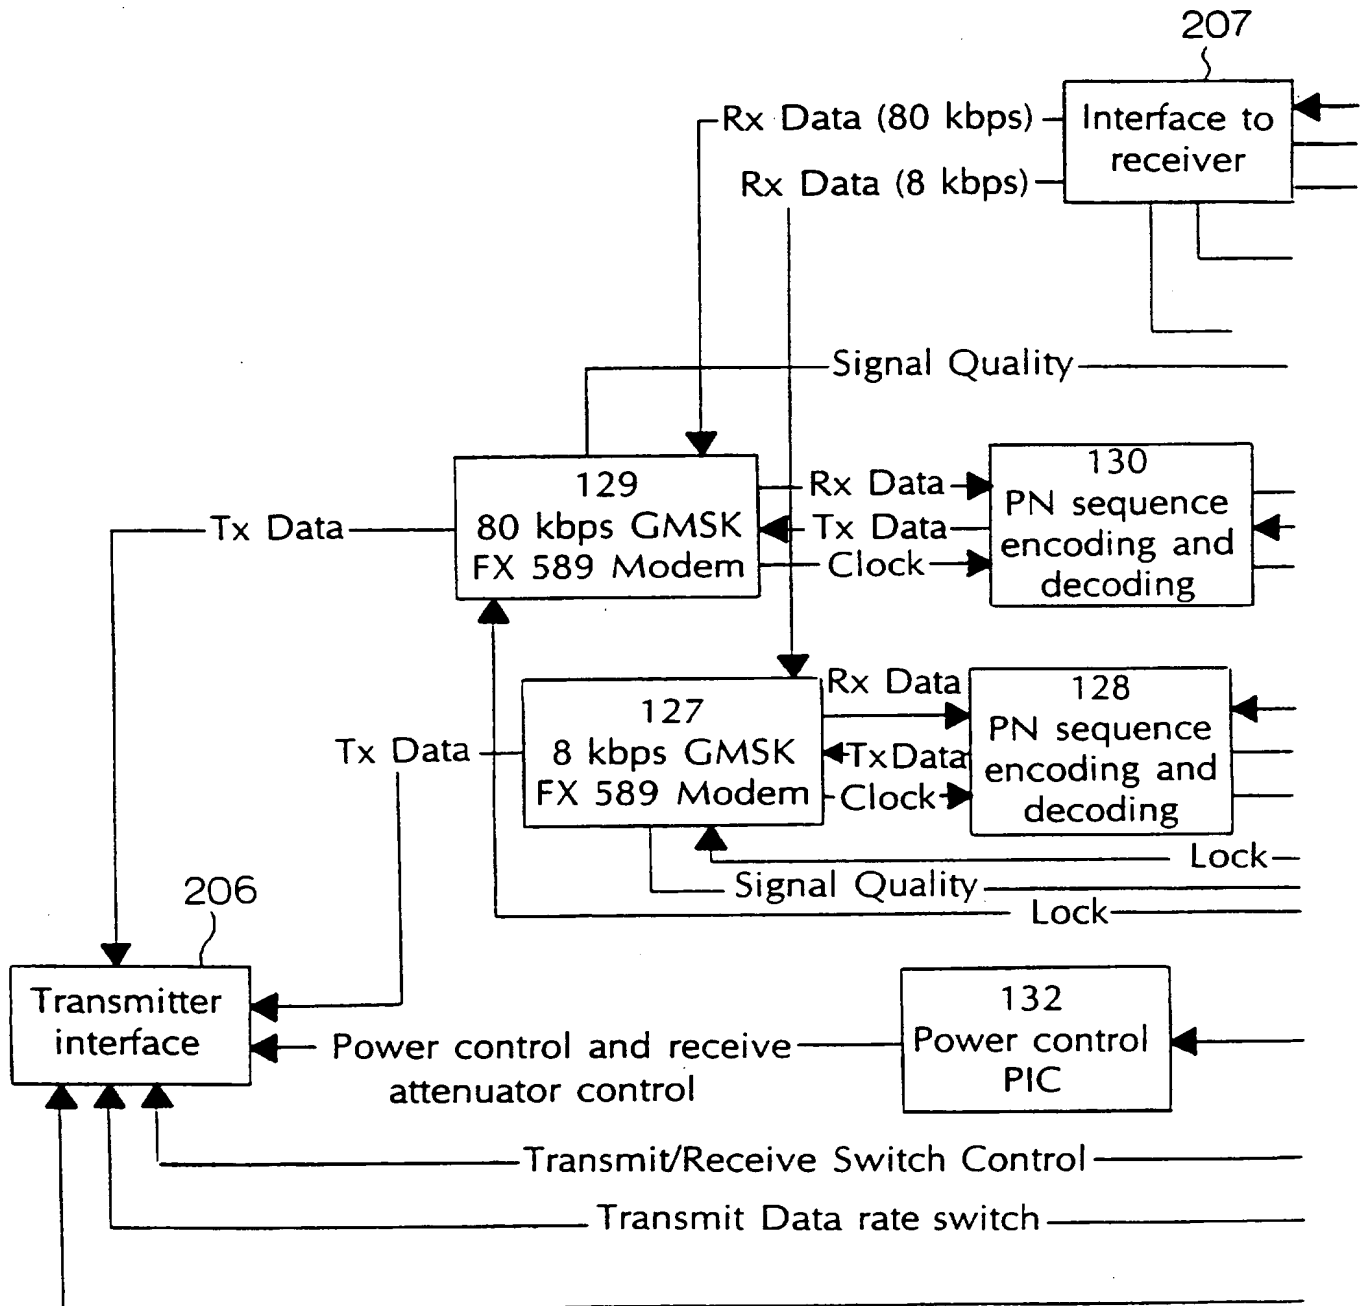 207
Rx Data (80 kbps)
Interface to
receiver
Rx Data (8 kbps)
Signal Quality
129
80 kbps GMSK
FX 589 Modem
Rx Data
Tx Data
Clock
130
PN sequence
encoding and
decoding
Tx Data
127
8 kbps GMSK
FX 589 Modem
Rx Data
TxData
Clock
128
PN sequence
encoding and
decoding
Tx Data
Lock
Signal Quality
Lock
206
Transmitter
interface
132
Power control
PIC
Power control and receive
attenuator control
Transmit/Receive Switch Control
Transmit Data rate switch